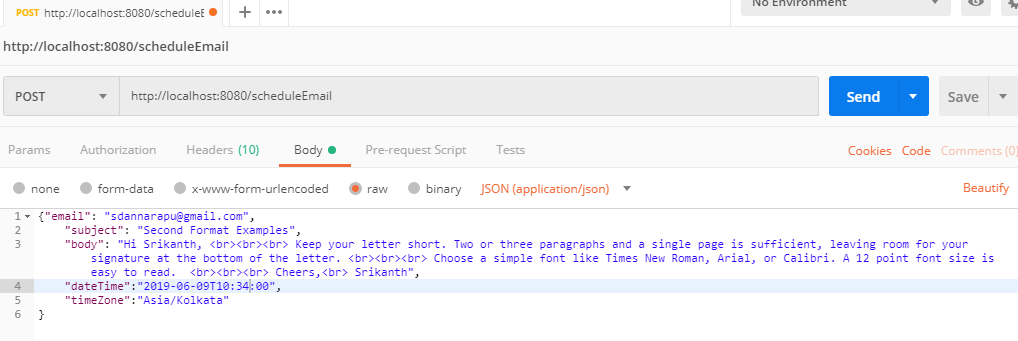 POST http://localhost:8080/scheduleE + ••• No Environment
http://localhost:8080/scheduleEmail
POST http://localhost:8080/scheduleEmail Send Save
Params Authorization Headers (10) Body Pre-request Script Tests Cookies Code Comments (0)
none form-data x-www-form-urlencoded raw binary JSON (application/json) Beautify
1 {"email": "sdannarapu@gmail.com",
2 "subject": "Second Format Examples",
3 "body": "Hi Srikanth, <br><br><br> Keep your letter short. Two or three paragraphs and a single page is sufficient, leaving room for your
signature at the bottom of the letter. <br><br><br> Choose a simple font like Times New Roman, Arial, or Calibri. A 12 point font size is
easy to read.  <br><br><br> Cheers,<br> Srikanth",
4 "dateTime":"2019-06-09T10:34:00",
5 "timeZone":"Asia/Kolkata"
6 }